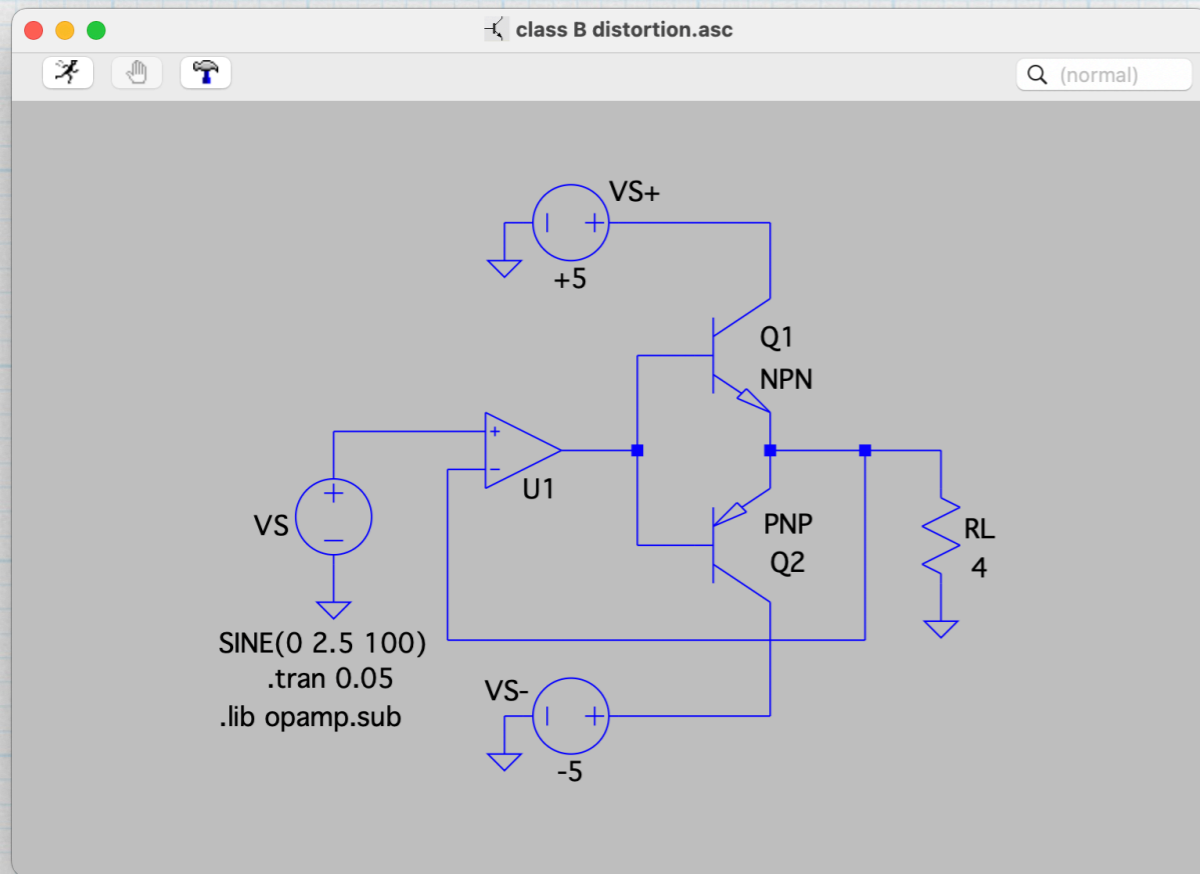 class B distortion.asc
(normal)
VS+
+5
Q1
NPN
+
-
U1
VS
PNP
Q2
RL
4
SINE(0 2.5 100)
.tran 0.05
.lib opamp.sub
VS-
-5